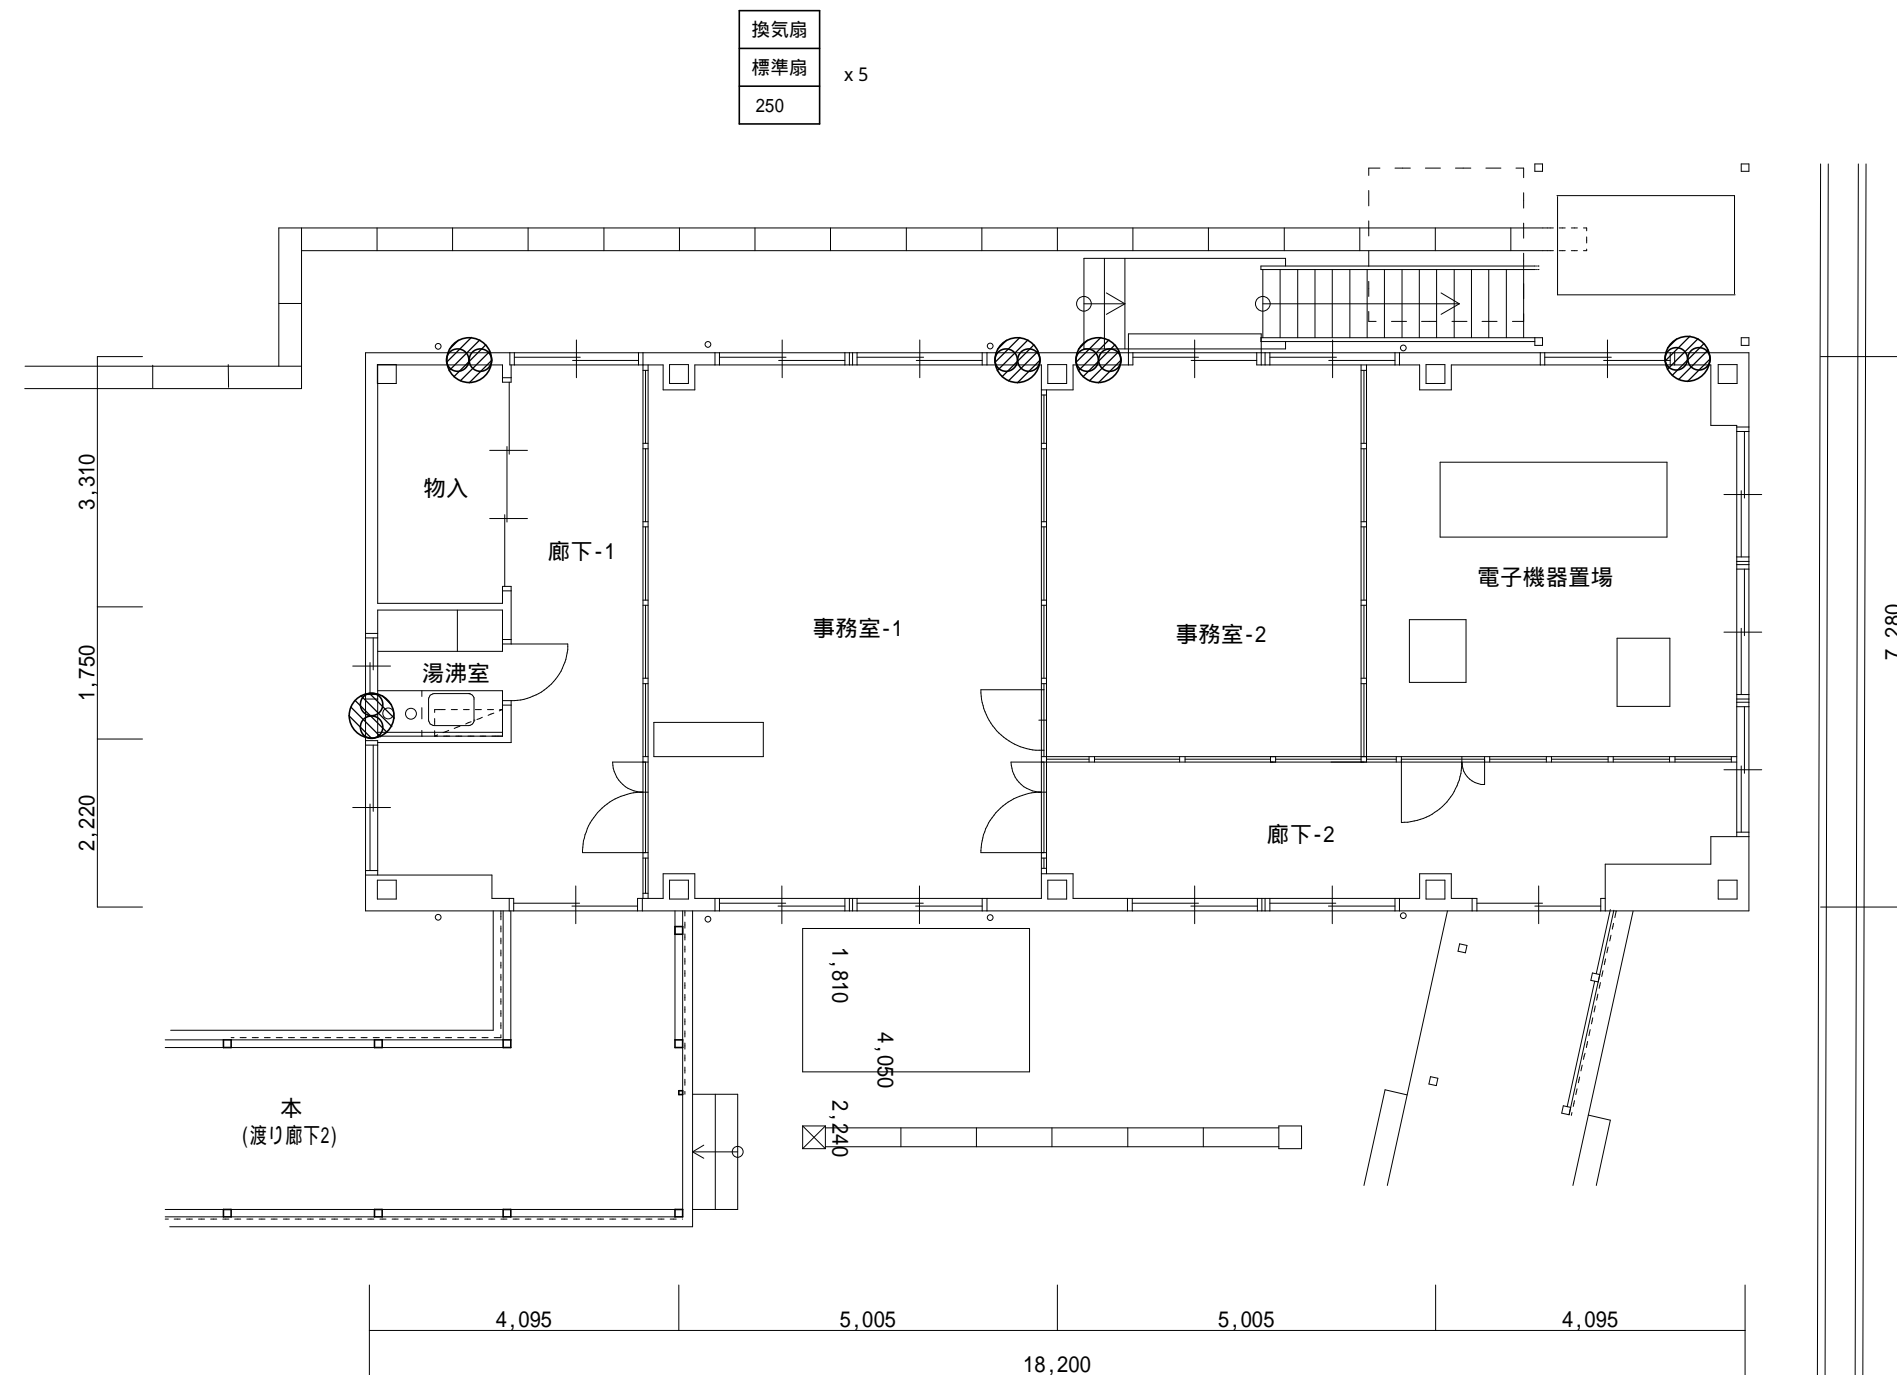 換気扇
標準扇
x 5
250
3,310
1,750
2,220
7,280
物入
廊下-1
湯沸室
事務室-1
事務室-2
電子機器置場
廊下-2
1,810
4,050
2,240
本
(渡り廊下2)
4,095
5,005
5,005
4,095
18,200